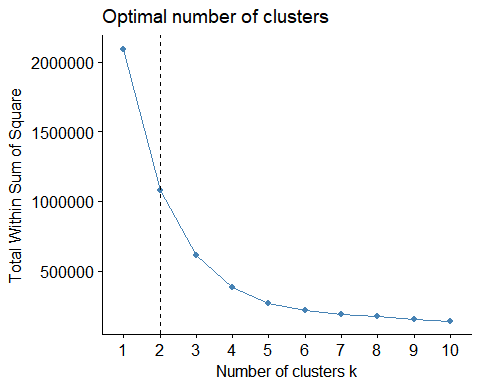 Optimal number of clusters
Total Within Sum of Square
2000000
1500000
1000000
500000
1 2 3 4 5 6 7 8 9 10
Number of clusters k